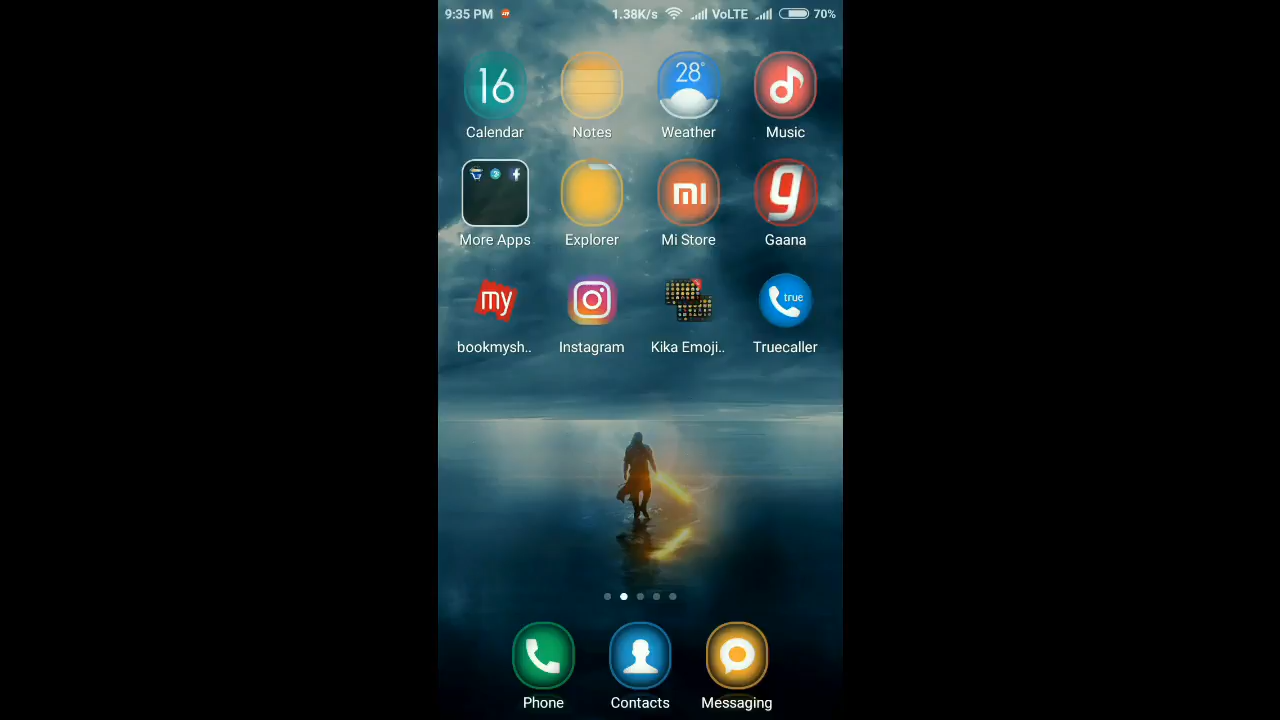 9:35 PM 1.38K/s VoLTE 70%
16 28°
Calendar Notes Weather Music
mi g
More Apps Explorer Mi Store Gaana
my true
bookmysh.. Instagram Kika Emoji.. Truecaller
Phone Contacts Messaging